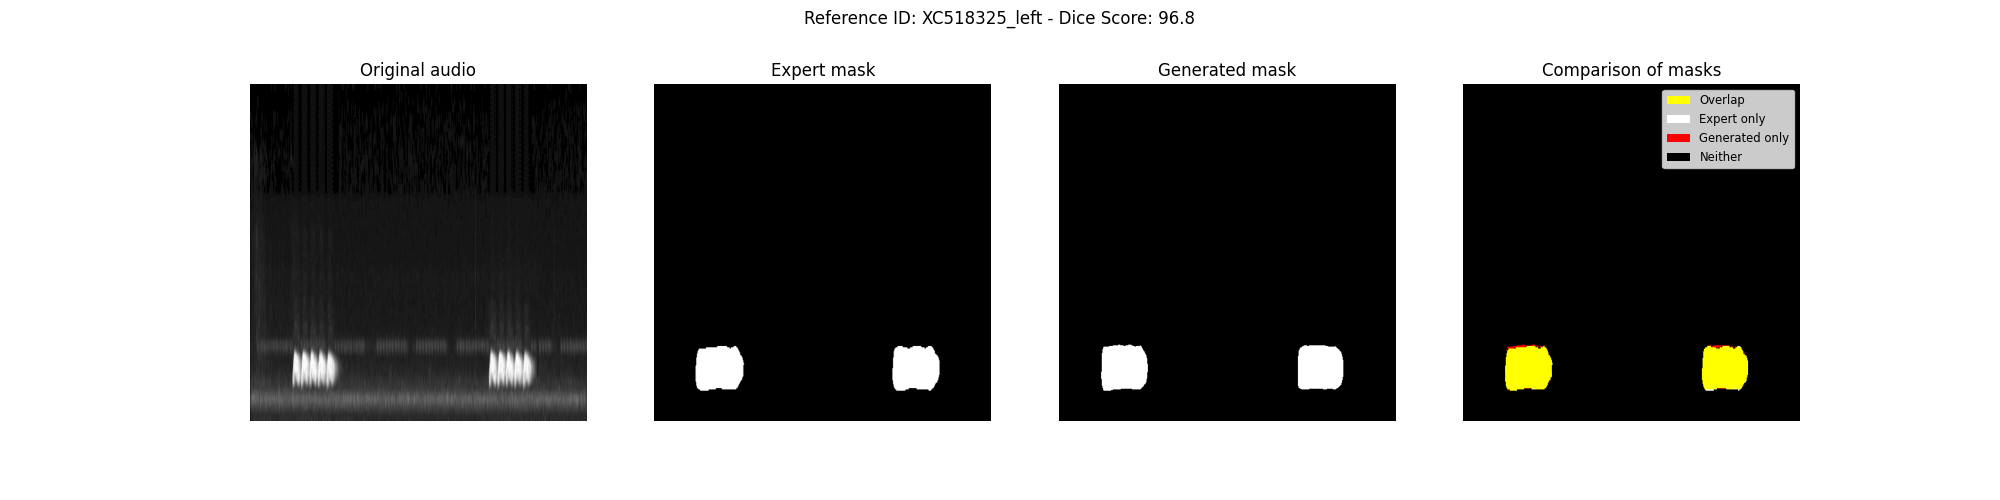 Reference ID: XC518325_left - Dice Score: 96.8
Original audio
Expert mask
Generated mask
Comparison of masks
Overlap
Expert only
Generated only
Neither